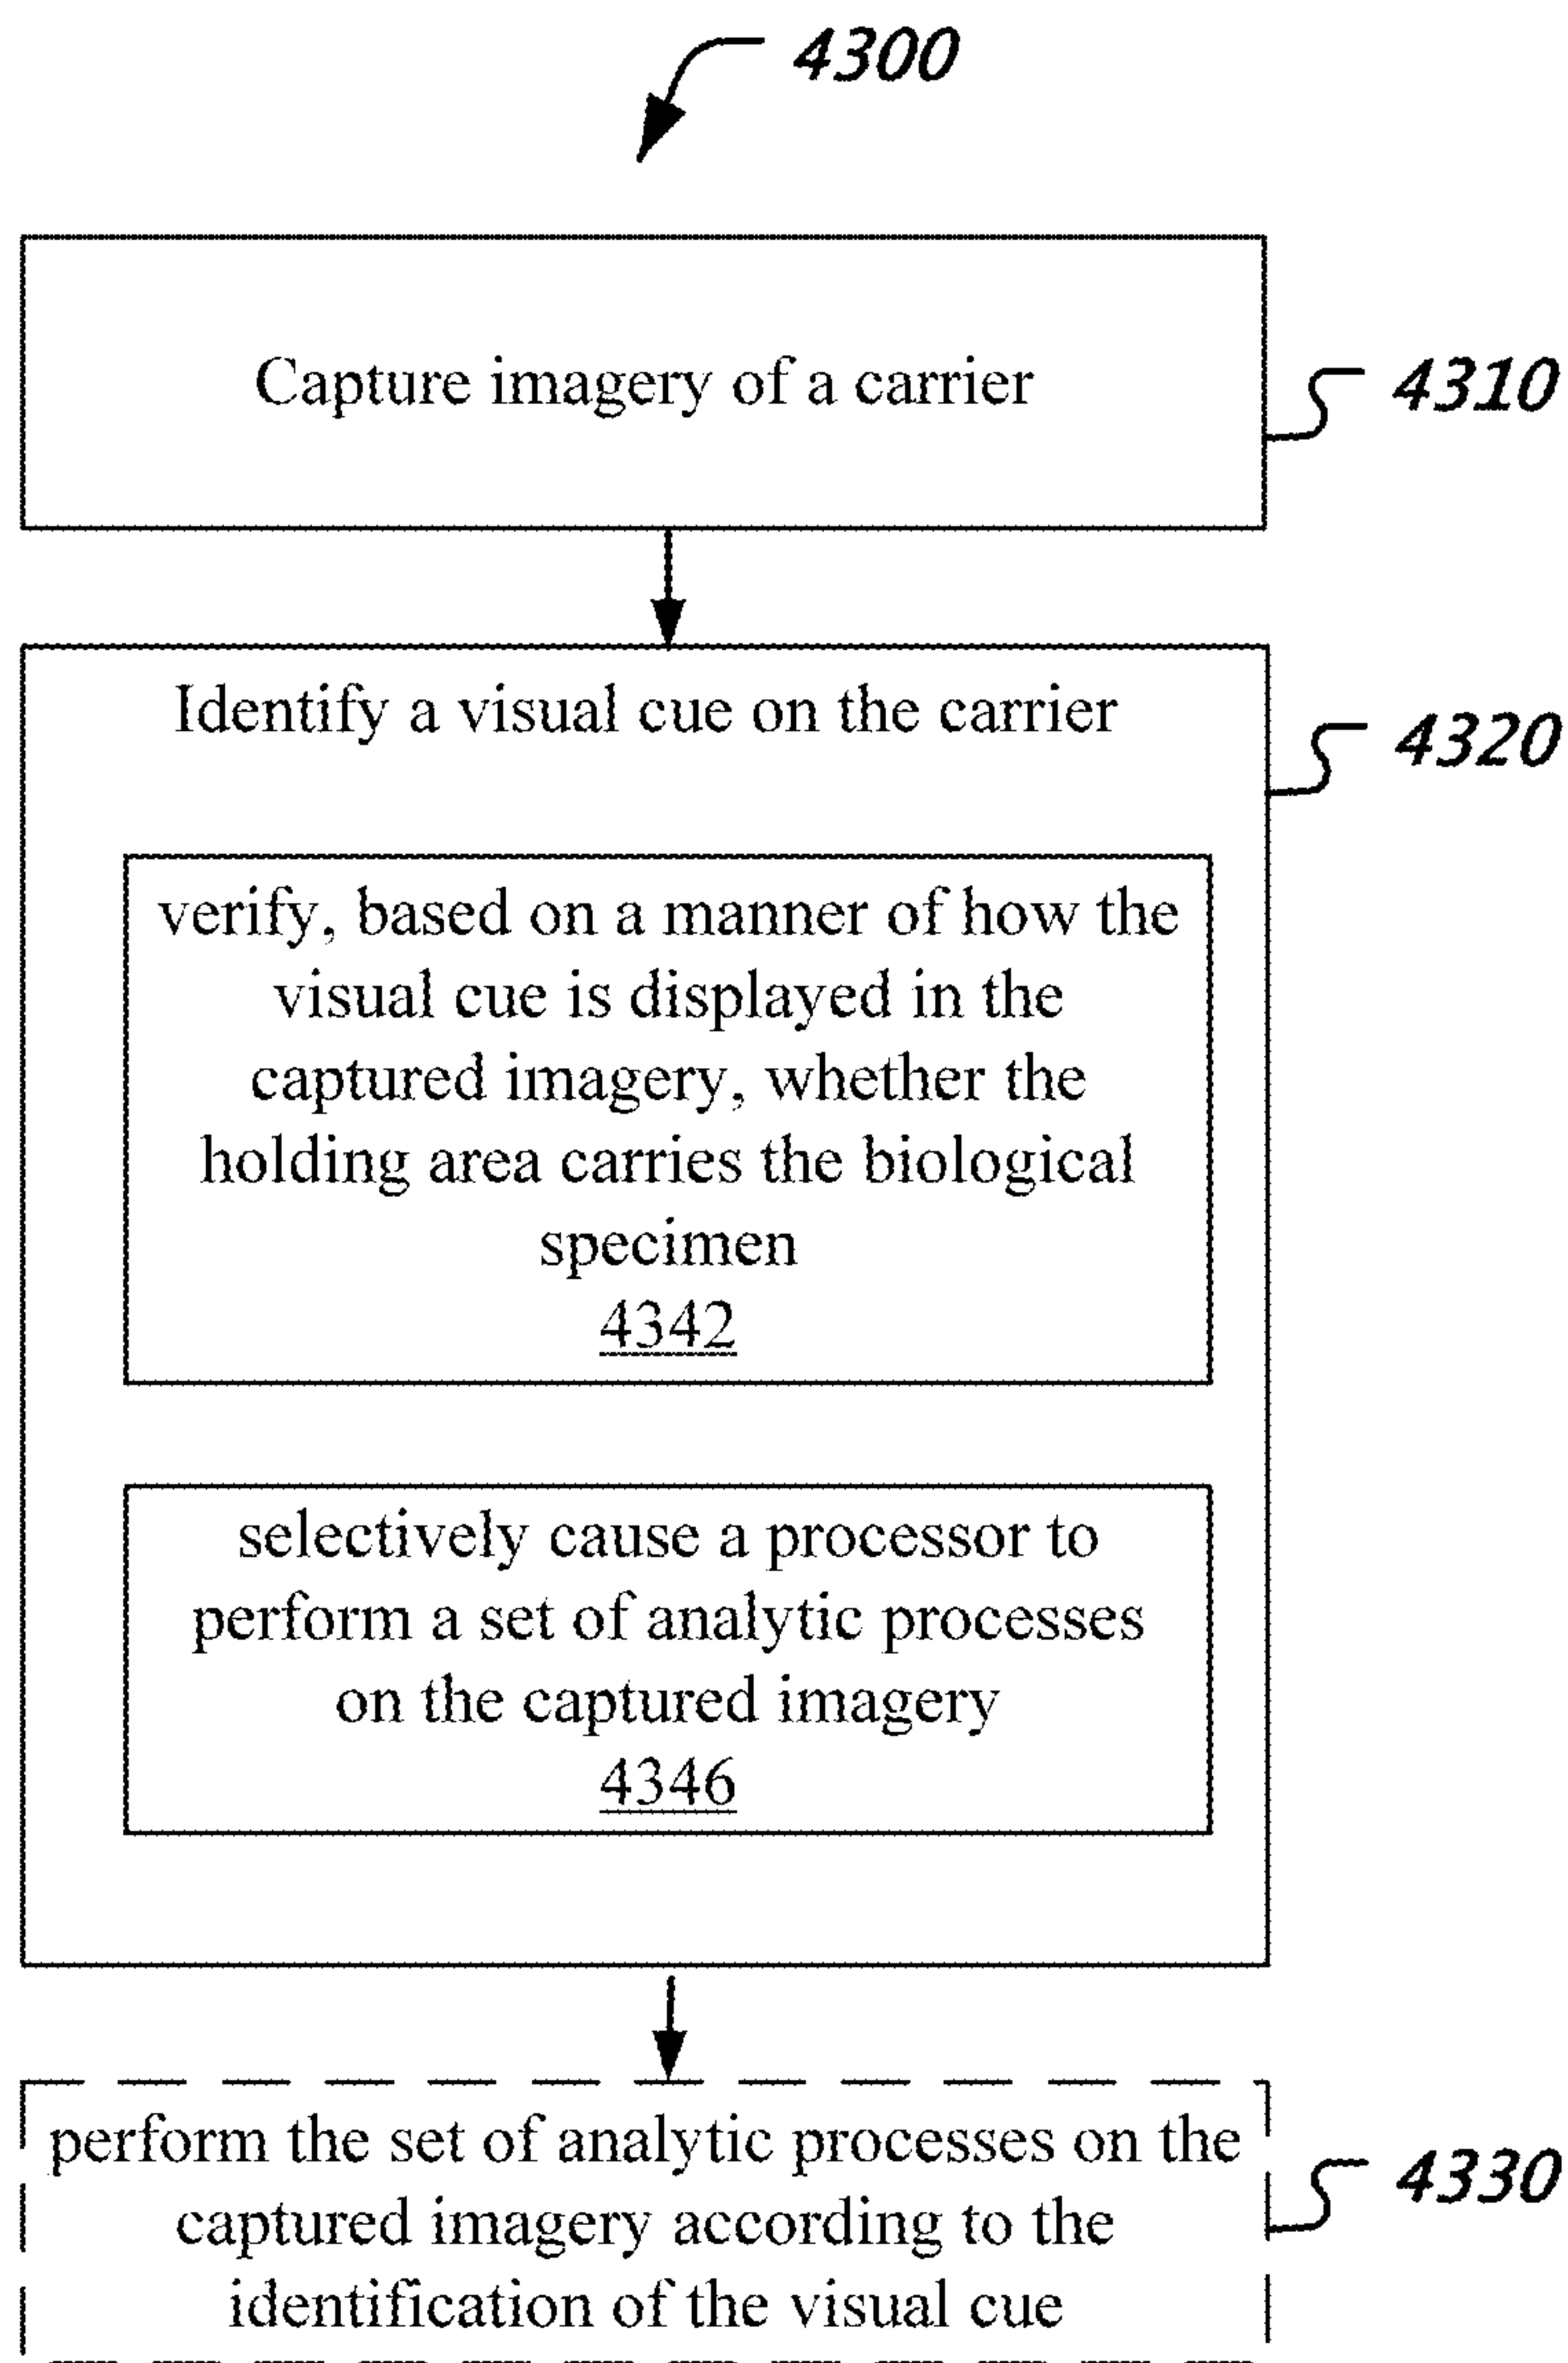 4300
Capture imagery of a carrier
4310
Identify a visual cue on the carrier
4320
verify, based on a manner of how the
visual cue is displayed in the
captured imagery, whether the
holding area carries the biological
specimen
4342
selectively cause a processor to
perform a set of analytic processes
on the captured imagery
4346
perform the set of analytic processes on the
captured imagery according to the
identification of the visual cue
4330